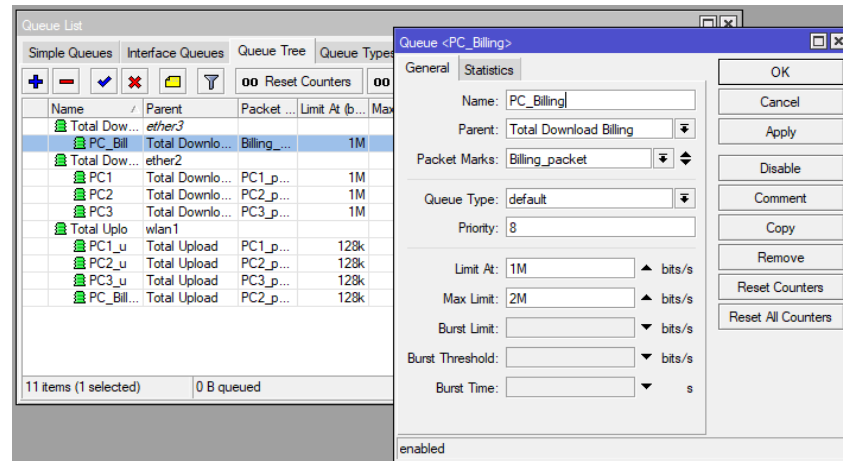 Queue List
Simple Queues Interface Queues Queue Tree Queue Types
00 Reset Counters 00
Name / Parent Packet ... Limit At (b... Max
Total Dow... ether3
PC_Bill Total Downlo... Billing_... 1M
Total Dow... ether2
PC1 Total Downlo... PC1_p... 1M
PC2 Total Downlo... PC2_p... 1M
PC3 Total Downlo... PC3_p... 1M
Total Uplo wlan1
PC1_u Total Upload PC1_p... 128k
PC2_u Total Upload PC2_p... 128k
PC3_u Total Upload PC3_p... 128k
PC_Bill... Total Upload PC2_p... 128k
11 items (1 selected) 0 B queued
Queue <PC_Billing>
General Statistics
Name: PC_Billing
Parent: Total Download Billing
Packet Marks: Billing_packet
Queue Type: default
Priority: 8
Limit At: 1M bits/s
Max Limit: 2M bits/s
Burst Limit: bits/s
Burst Threshold: bits/s
Burst Time: s
enabled
OK
Cancel
Apply
Disable
Comment
Copy
Remove
Reset Counters
Reset All Counters